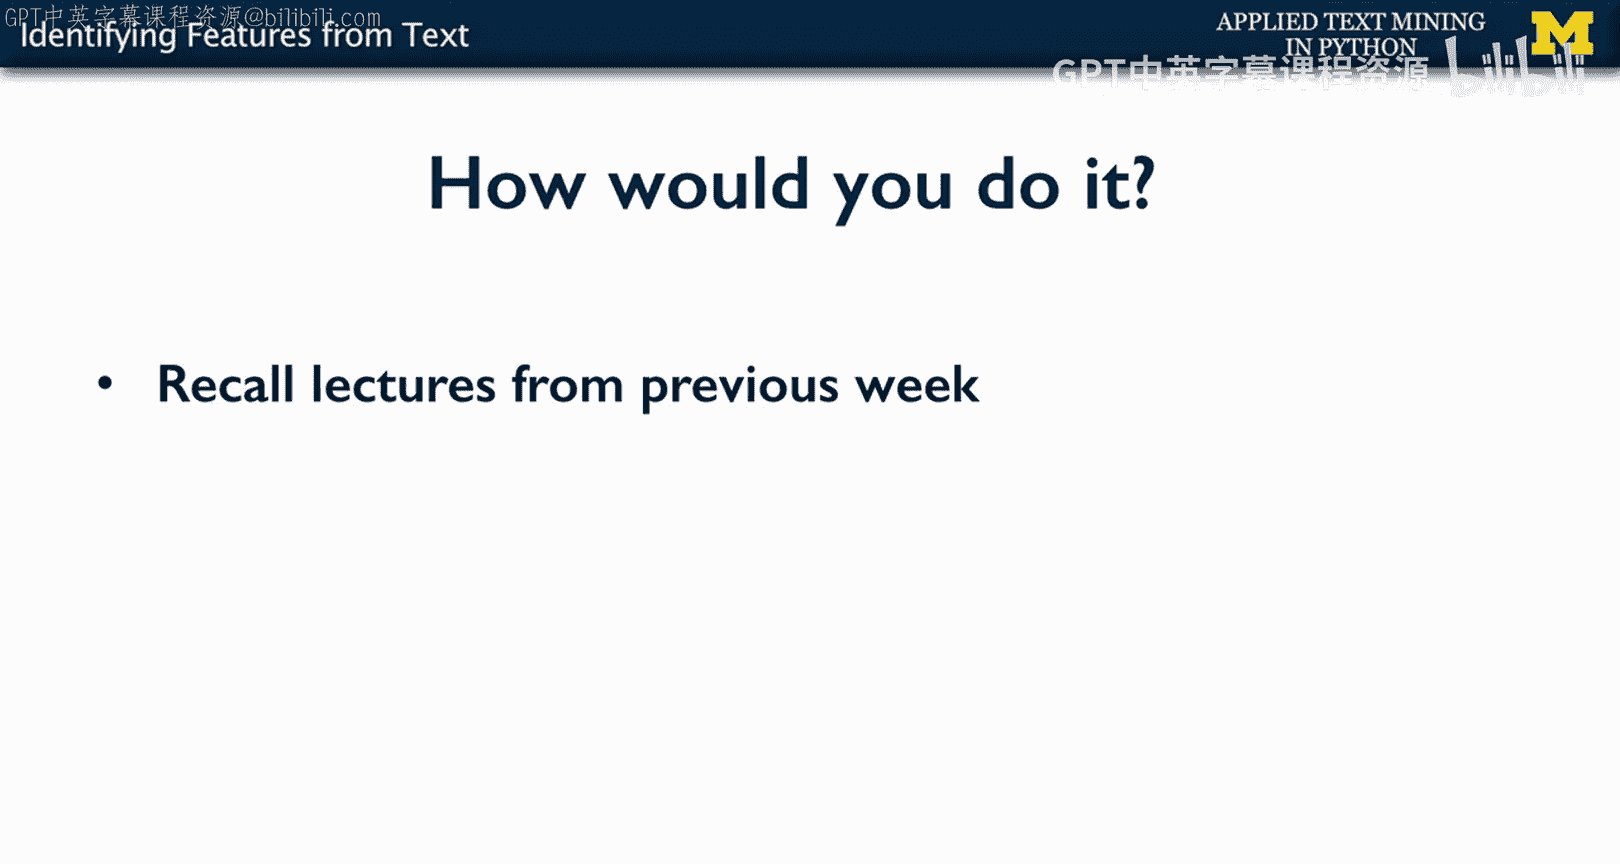 GPT中英字幕课程资源@bilibili.com
Identifying Features from Text
APPLIED TEXT MINING
IN PYTHON
M
GPT中英字幕课程资源 bilibili
How would you do it?
• Recall lectures from previous week